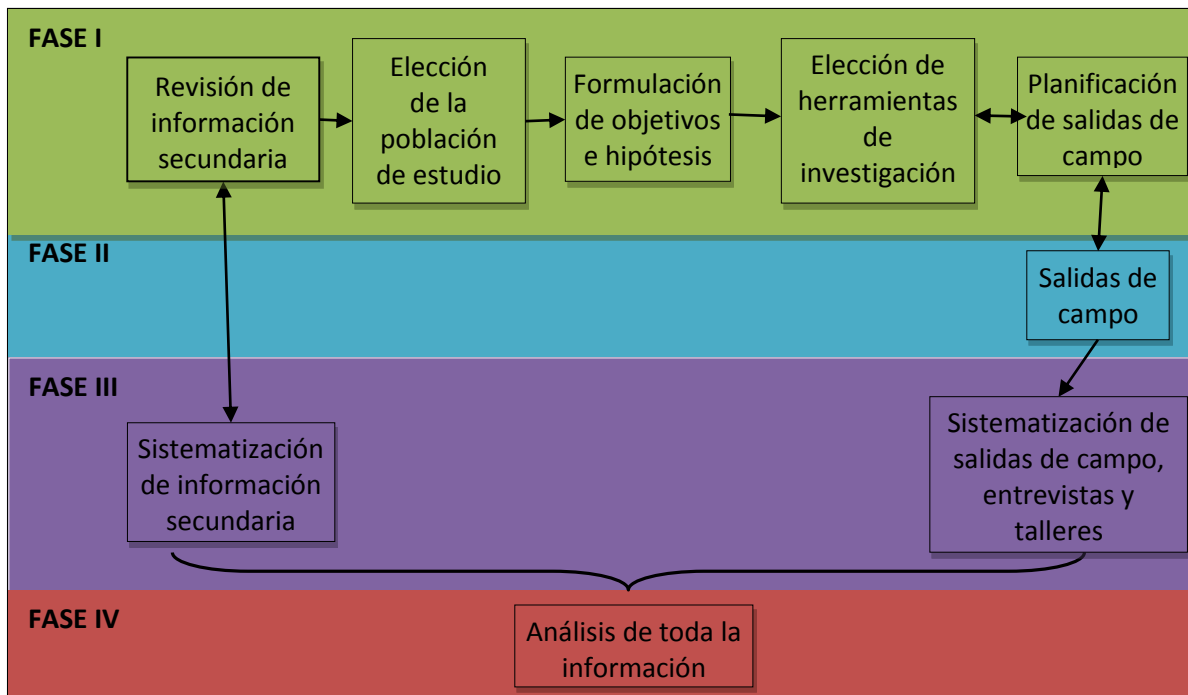 FASE I
Revisión de
información
secundaria
Elección
de la
población
de estudio
Formulación
de objetivos
e hipótesis
Elección de
herramientas
de
investigación
Planificación
de salidas de
campo
FASE II
Salidas de
campo
FASE III
Sistematización
de información
secundaria
Sistematización de
salidas de campo,
entrevistas y
talleres
FASE IV
Análisis de toda la
información